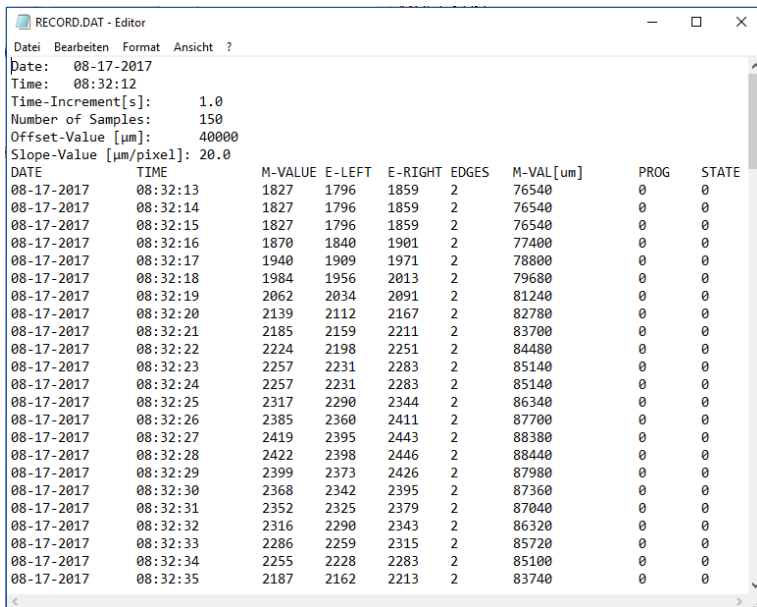 RECORD.DAT - Editor
Datei Bearbeiten Format Ansicht ?
Date: 08-17-2017
Time: 08:32:12
Time-Increment[s]: 1.0
Number of Samples: 150
Offset-Value [µm]: 40000
Slope-Value [µm/pixel]: 20.0
DATE TIME M-VALUE E-LEFT E-RIGHT EDGES M-VAL[um] PROG STATE
08-17-2017 08:32:13 1827 1796 1859 2 76540 0 0
08-17-2017 08:32:14 1827 1796 1859 2 76540 0 0
08-17-2017 08:32:15 1827 1796 1859 2 76540 0 0
08-17-2017 08:32:16 1870 1840 1901 2 77400 0 0
08-17-2017 08:32:17 1940 1909 1971 2 78800 0 0
08-17-2017 08:32:18 1984 1956 2013 2 79680 0 0
08-17-2017 08:32:19 2062 2034 2091 2 81240 0 0
08-17-2017 08:32:20 2139 2112 2167 2 82780 0 0
08-17-2017 08:32:21 2185 2159 2211 2 83700 0 0
08-17-2017 08:32:22 2224 2198 2251 2 84480 0 0
08-17-2017 08:32:23 2257 2231 2283 2 85140 0 0
08-17-2017 08:32:24 2257 2231 2283 2 85140 0 0
08-17-2017 08:32:25 2317 2290 2344 2 86340 0 0
08-17-2017 08:32:26 2385 2360 2411 2 87700 0 0
08-17-2017 08:32:27 2419 2395 2443 2 88380 0 0
08-17-2017 08:32:28 2422 2398 2446 2 88440 0 0
08-17-2017 08:32:29 2399 2373 2426 2 87980 0 0
08-17-2017 08:32:30 2368 2342 2395 2 87360 0 0
08-17-2017 08:32:31 2352 2325 2379 2 87040 0 0
08-17-2017 08:32:32 2316 2290 2343 2 86320 0 0
08-17-2017 08:32:33 2286 2259 2315 2 85720 0 0
08-17-2017 08:32:34 2255 2228 2283 2 85100 0 0
08-17-2017 08:32:35 2187 2162 2213 2 83740 0 0